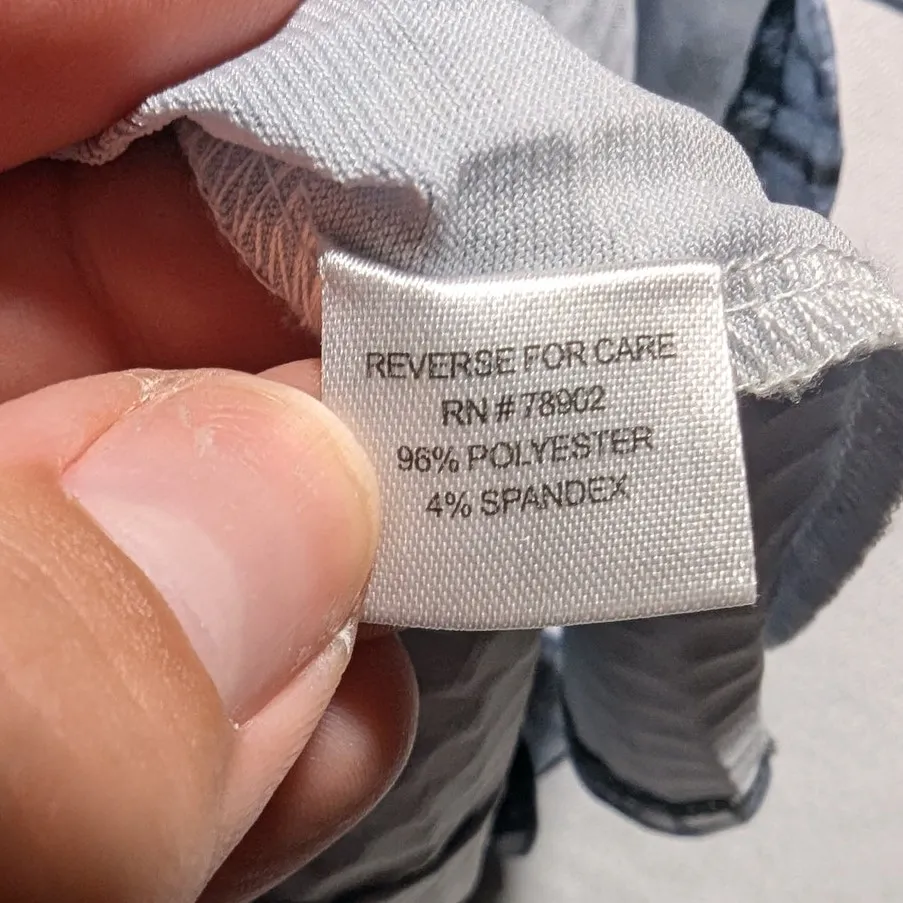 REVERSE FOR CARE
RN # 78902
96% POLYESTER
4% SPANDEX